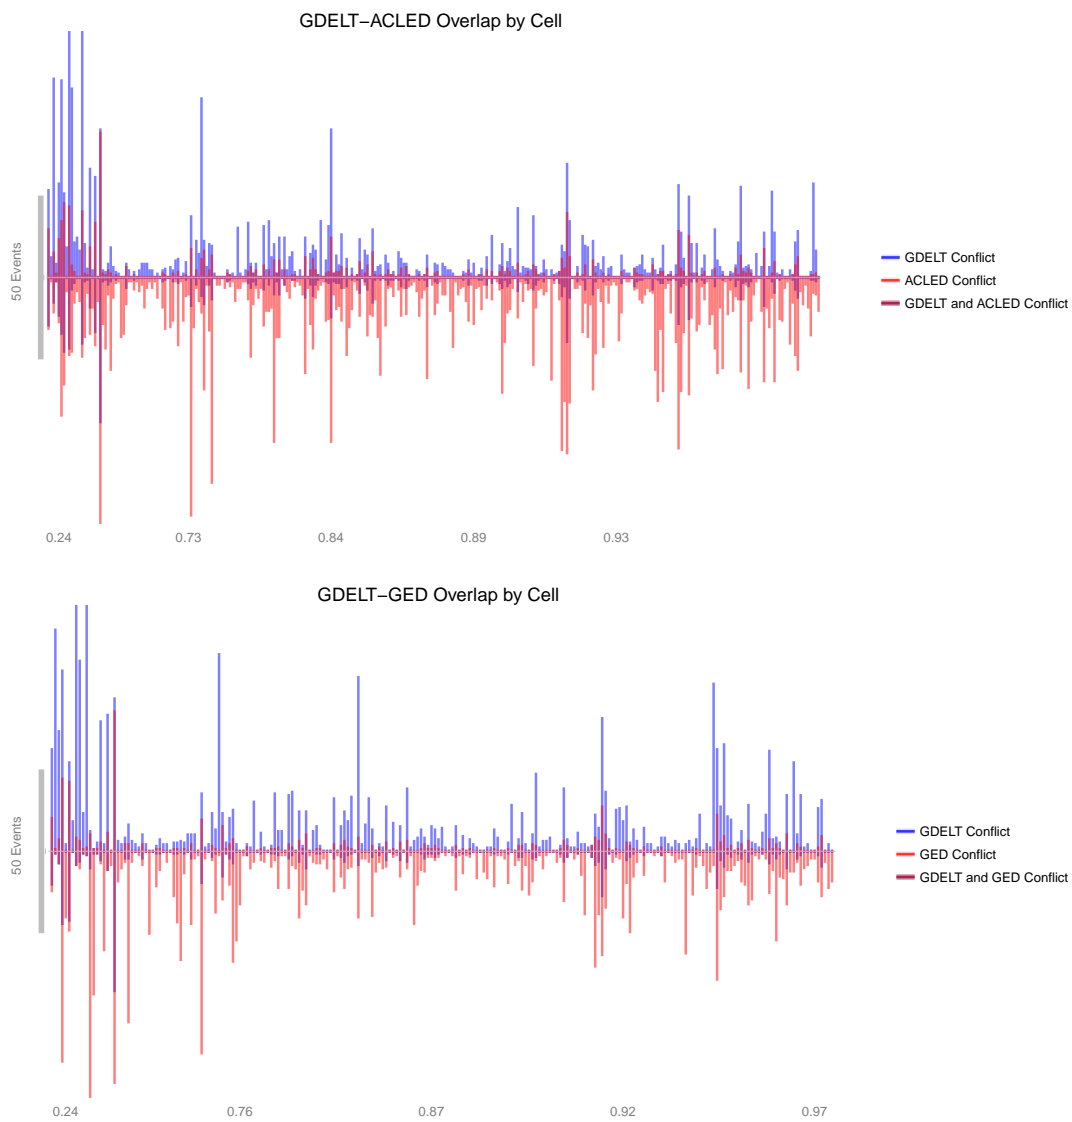 GDELT−ACLED Overlap by Cell
50 Events
GDELT Conflict
ACLED Conflict
GDELT and ACLED Conflict
0.24 0.73 0.84 0.89 0.93
GDELT−GED Overlap by Cell
50 Events
GDELT Conflict
GED Conflict
GDELT and GED Conflict
0.24 0.76 0.87 0.92 0.97